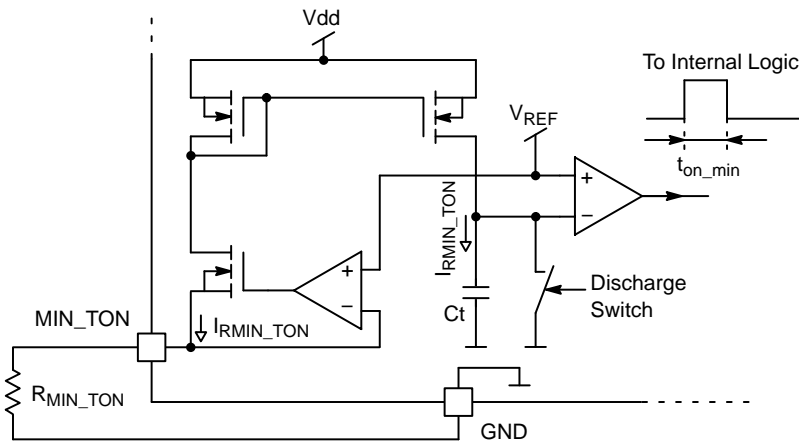 Vdd
To Internal Logic
VREF
ton_min
+
−
IRMIN_TON
+
−
Discharge
Switch
Ct
MIN_TON
IRMIN_TON
RMIN_TON
GND